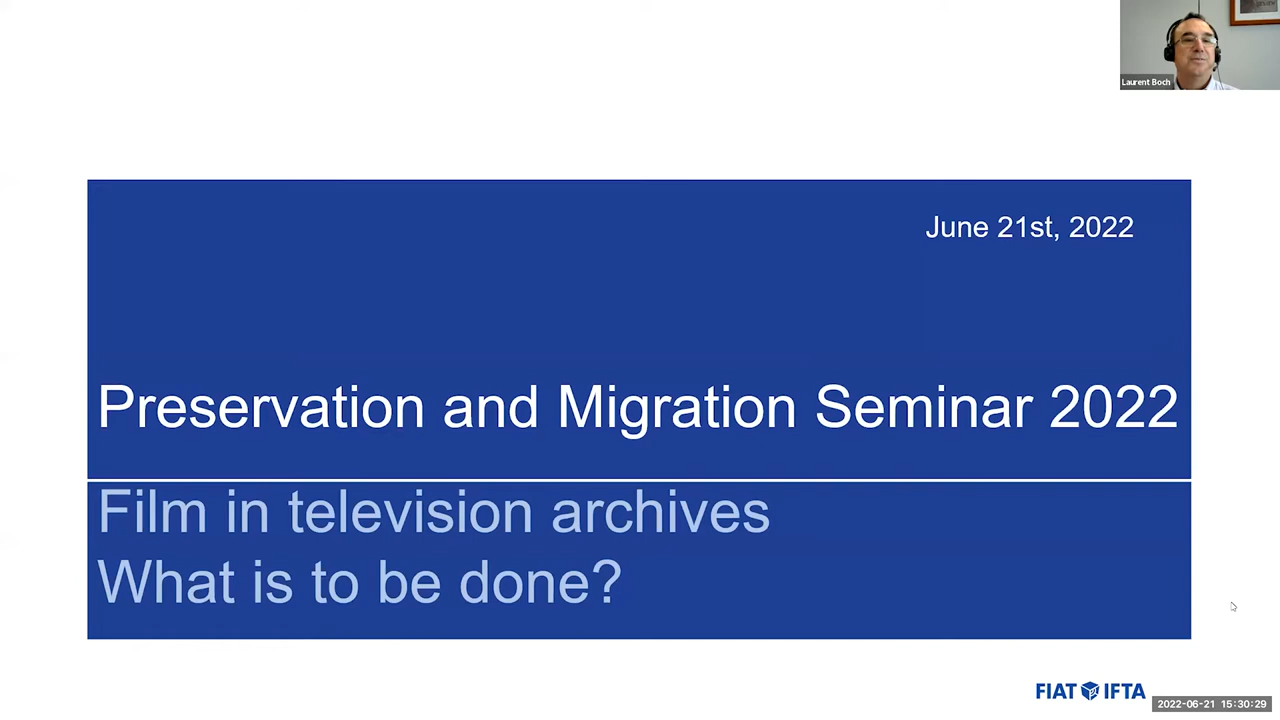 Laurent Boch
June 21st, 2022
Preservation and Migration Seminar 2022
Film in television archives
What is to be done?
FIAT IFTA
2022-06-21 15:30:29